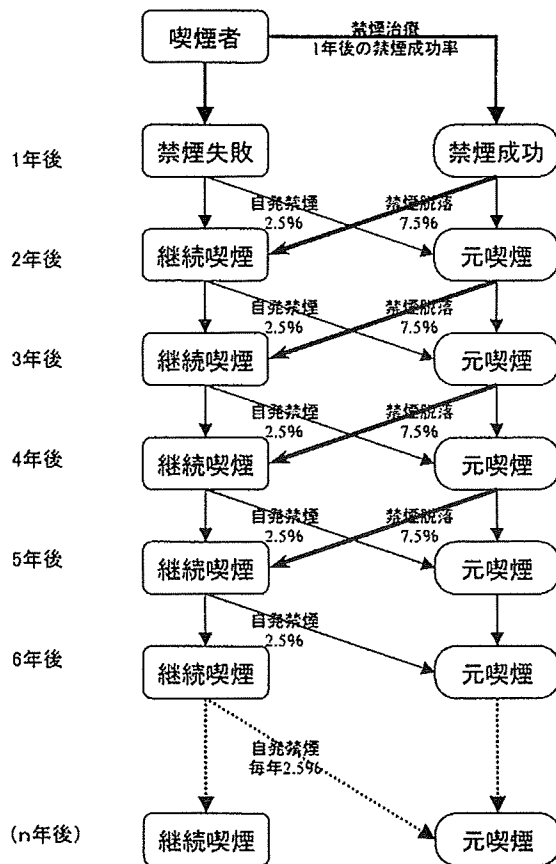 喫煙者
禁煙治療
1年後の禁煙成功率
1年後
禁煙失敗
禁煙成功
自発禁煙
2.5%
禁煙脱落
7.5%
2年後
継続喫煙
元喫煙
自発禁煙
2.5%
禁煙脱落
7.5%
3年後
継続喫煙
元喫煙
自発禁煙
2.5%
禁煙脱落
7.5%
4年後
継続喫煙
元喫煙
自発禁煙
2.5%
禁煙脱落
7.5%
5年後
継続喫煙
元喫煙
自発禁煙
2.5%
6年後
継続喫煙
元喫煙
自発禁煙
毎年2.5%
(n年後)
継続喫煙
元喫煙